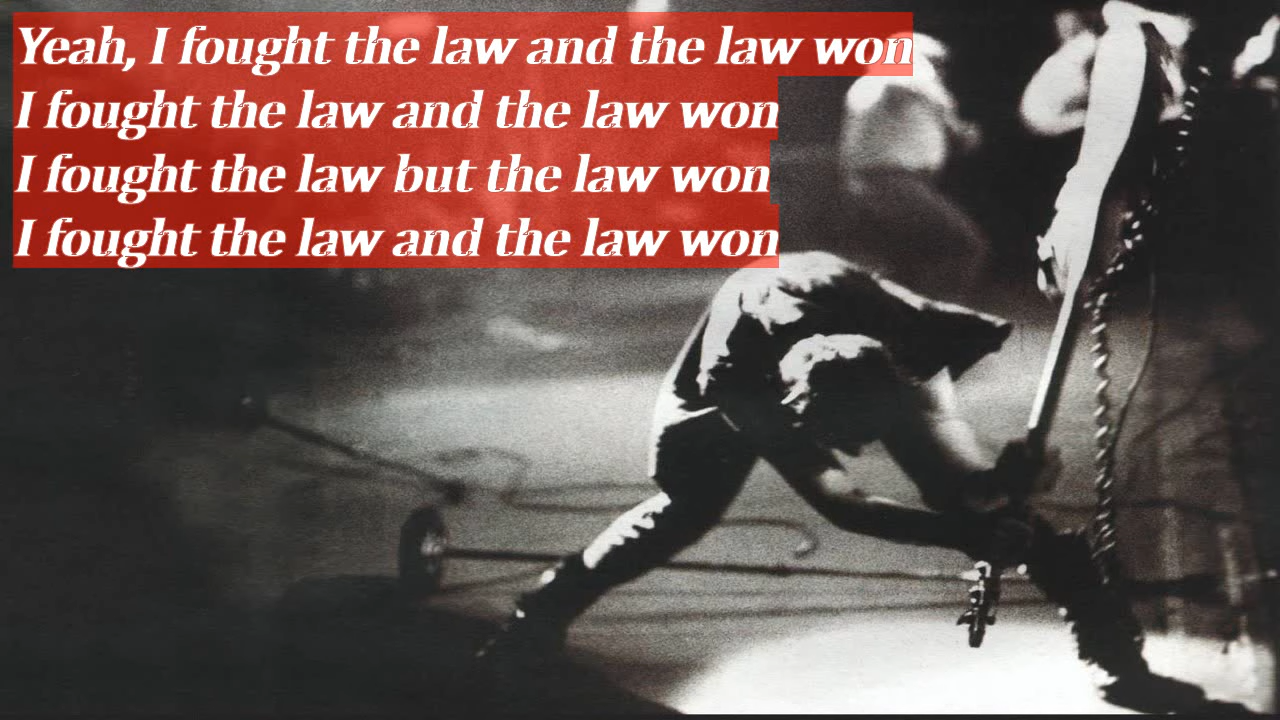 Yeah, I fought the law and the law won
I fought the law and the law won
I fought the law but the law won
I fought the law and the law won